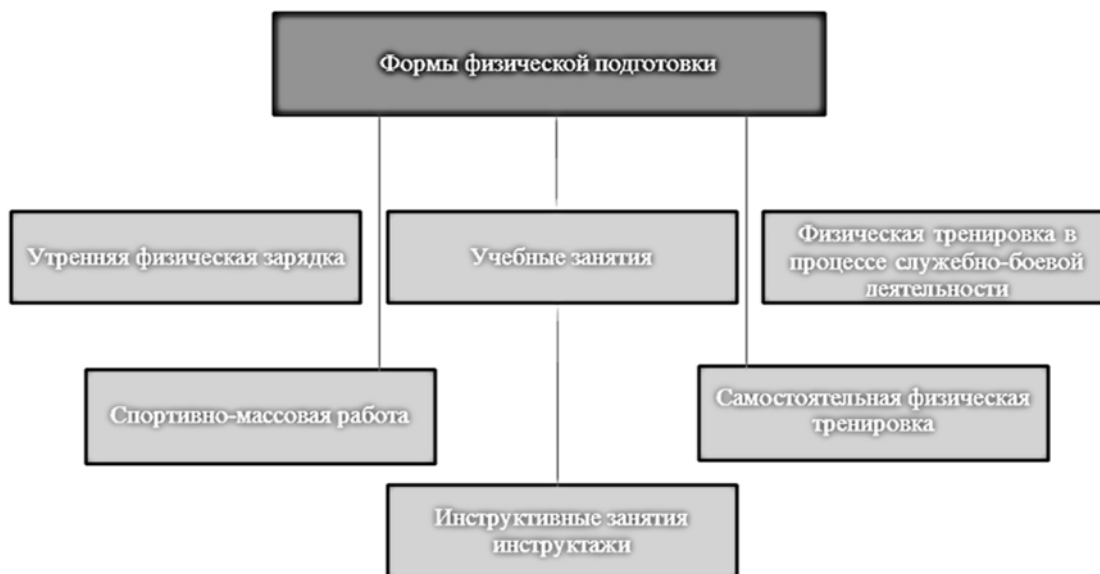 Формы физической подготовки
Утренняя физическая зарядка
Учебные занятия
Физическая тренировка в
процессе служебно-боевой
деятельности
Спортивно-массовая работа
Самостоятельная физическая
тренировка
Инструктивные занятия
инструктажи